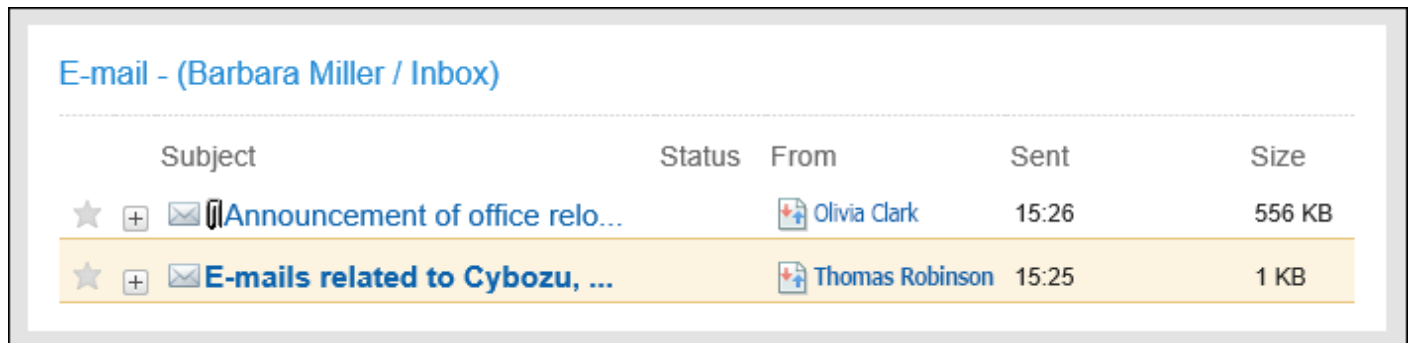 E-mail - (Barbara Miller / Inbox)
Subject Status From Sent Size
Announcement of office relo... Olivia Clark 15:26 556 KB
E-mails related to Cybozu, ... Thomas Robinson 15:25 1 KB